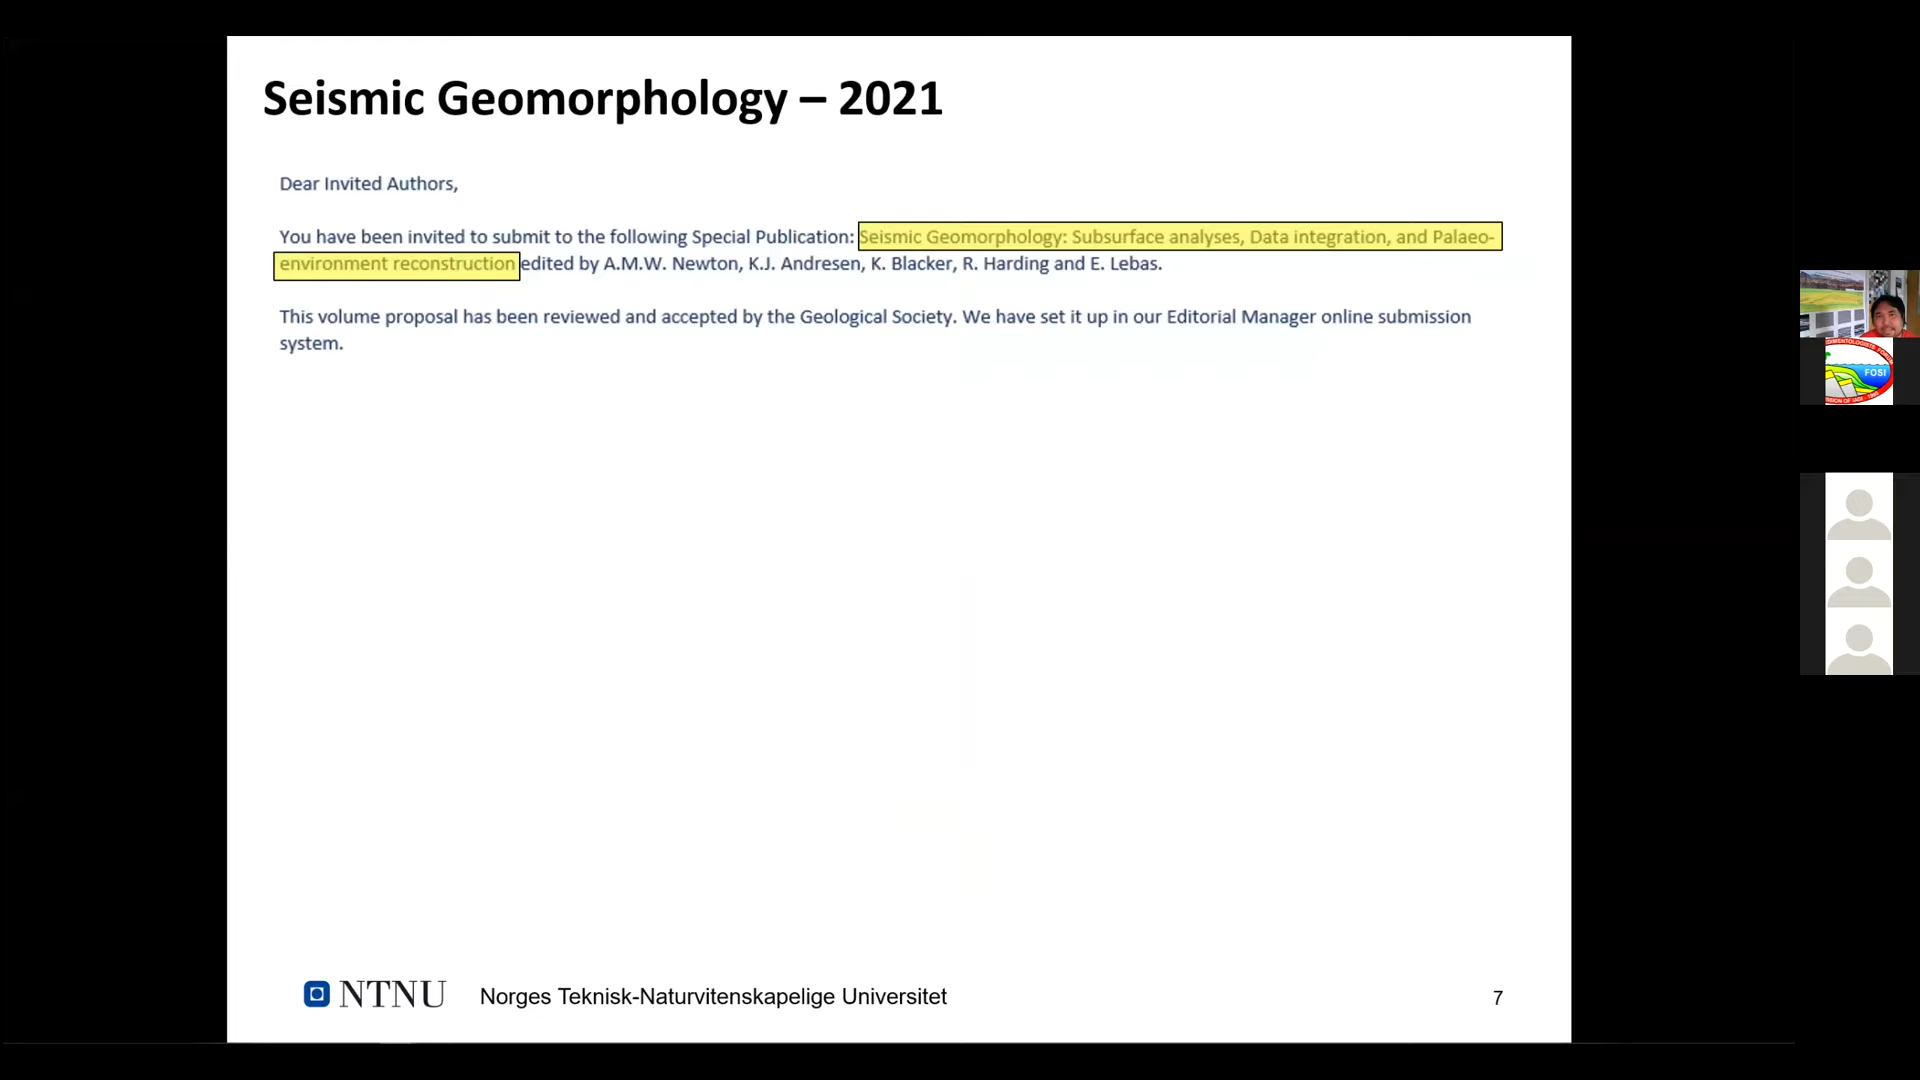 Seismic Geomorphology – 2021
Dear Invited Authors,
You have been invited to submit to the following Special Publication: Seismic Geomorphology: Subsurface analyses, Data integration, and Palaeo-
environment reconstruction edited by A.M.W. Newton, K.J. Andresen, K. Blacker, R. Harding and E. Lebas.
This volume proposal has been reviewed and accepted by the Geological Society. We have set it up in our Editorial Manager online submission
system.
FOSI
NTNU
Norges Teknisk-Naturvitenskapelige Universitet
7